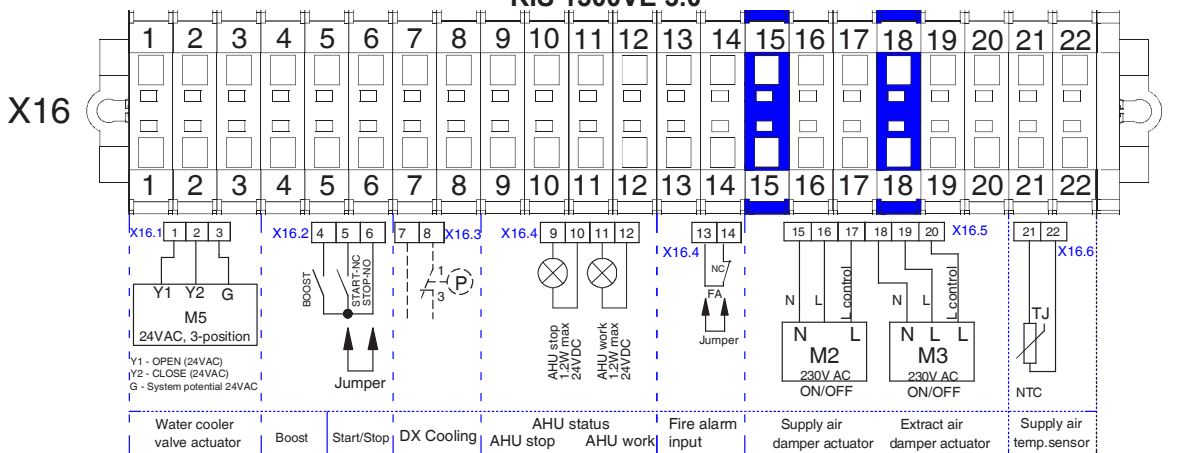 1 2 3 4 5 6 7 8 9 10 11 12 13 14 15 16 17 18 19 20 21 22
X16
1 2 3 4 5 6 7 8 9 10 11 12 13 14 15 16 17 18 19 20 21 22
X16.1 1 2 3
X16.2 4 5 6
7 8 X16.3
X16.4 9 10 11 12
13 14
X16.4
15 16 17 18 19 20 X16.5
21 22
X16.6
Y1 Y2 G
M5
24VAC, 3-position
Y1 - OPEN (24VAC)
Y2 - CLOSE (24VAC)
G - System potential 24VAC
BOOST
START-NC
STOP-NO
Jumper
1
3
P
AHU stop
1.2W max
24VDC
AHU work
1.2W max
24VDC
NC
FA
Jumper
N L L control
N L
M2
230V AC
ON/OFF
N L L control
N L L
M3
230V AC
ON/OFF
TJ
NTC
Water cooler
valve actuator
Boost
Start/Stop
DX Cooling
AHU status
AHU stop AHU work
Fire alarm
input
Supply air
damper actuator
Extract air
damper actuator
Supply air
temp.sensor